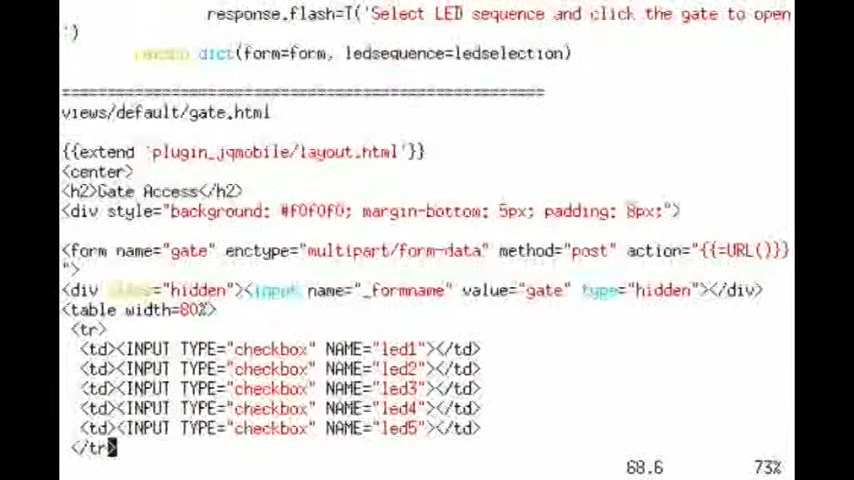 response.flash=T('Select LED sequence and click the gate to open
')
return dict(form=form, ledsequence=ledselection)
=====================================================
views/default/gate.html
{{extend 'plugin_jqmobile/layout.html'}}
<center>
<h2>Gate Access</h2>
<div style="background: #f0f0f0; margin-bottom: 5px; padding: 8px;">
<form name="gate" enctype="multipart/form-data" method="post" action="{{=URL()}}
">
<div class="hidden"><input name="_formname" value="gate" type="hidden"></div>
<table width=80%>
<tr>
<td><INPUT TYPE="checkbox" NAME="led1"></td>
<td><INPUT TYPE="checkbox" NAME="led2"></td>
<td><INPUT TYPE="checkbox" NAME="led3"></td>
<td><INPUT TYPE="checkbox" NAME="led4"></td>
<td><INPUT TYPE="checkbox" NAME="led5"></td>
</tr>
68.6 73%